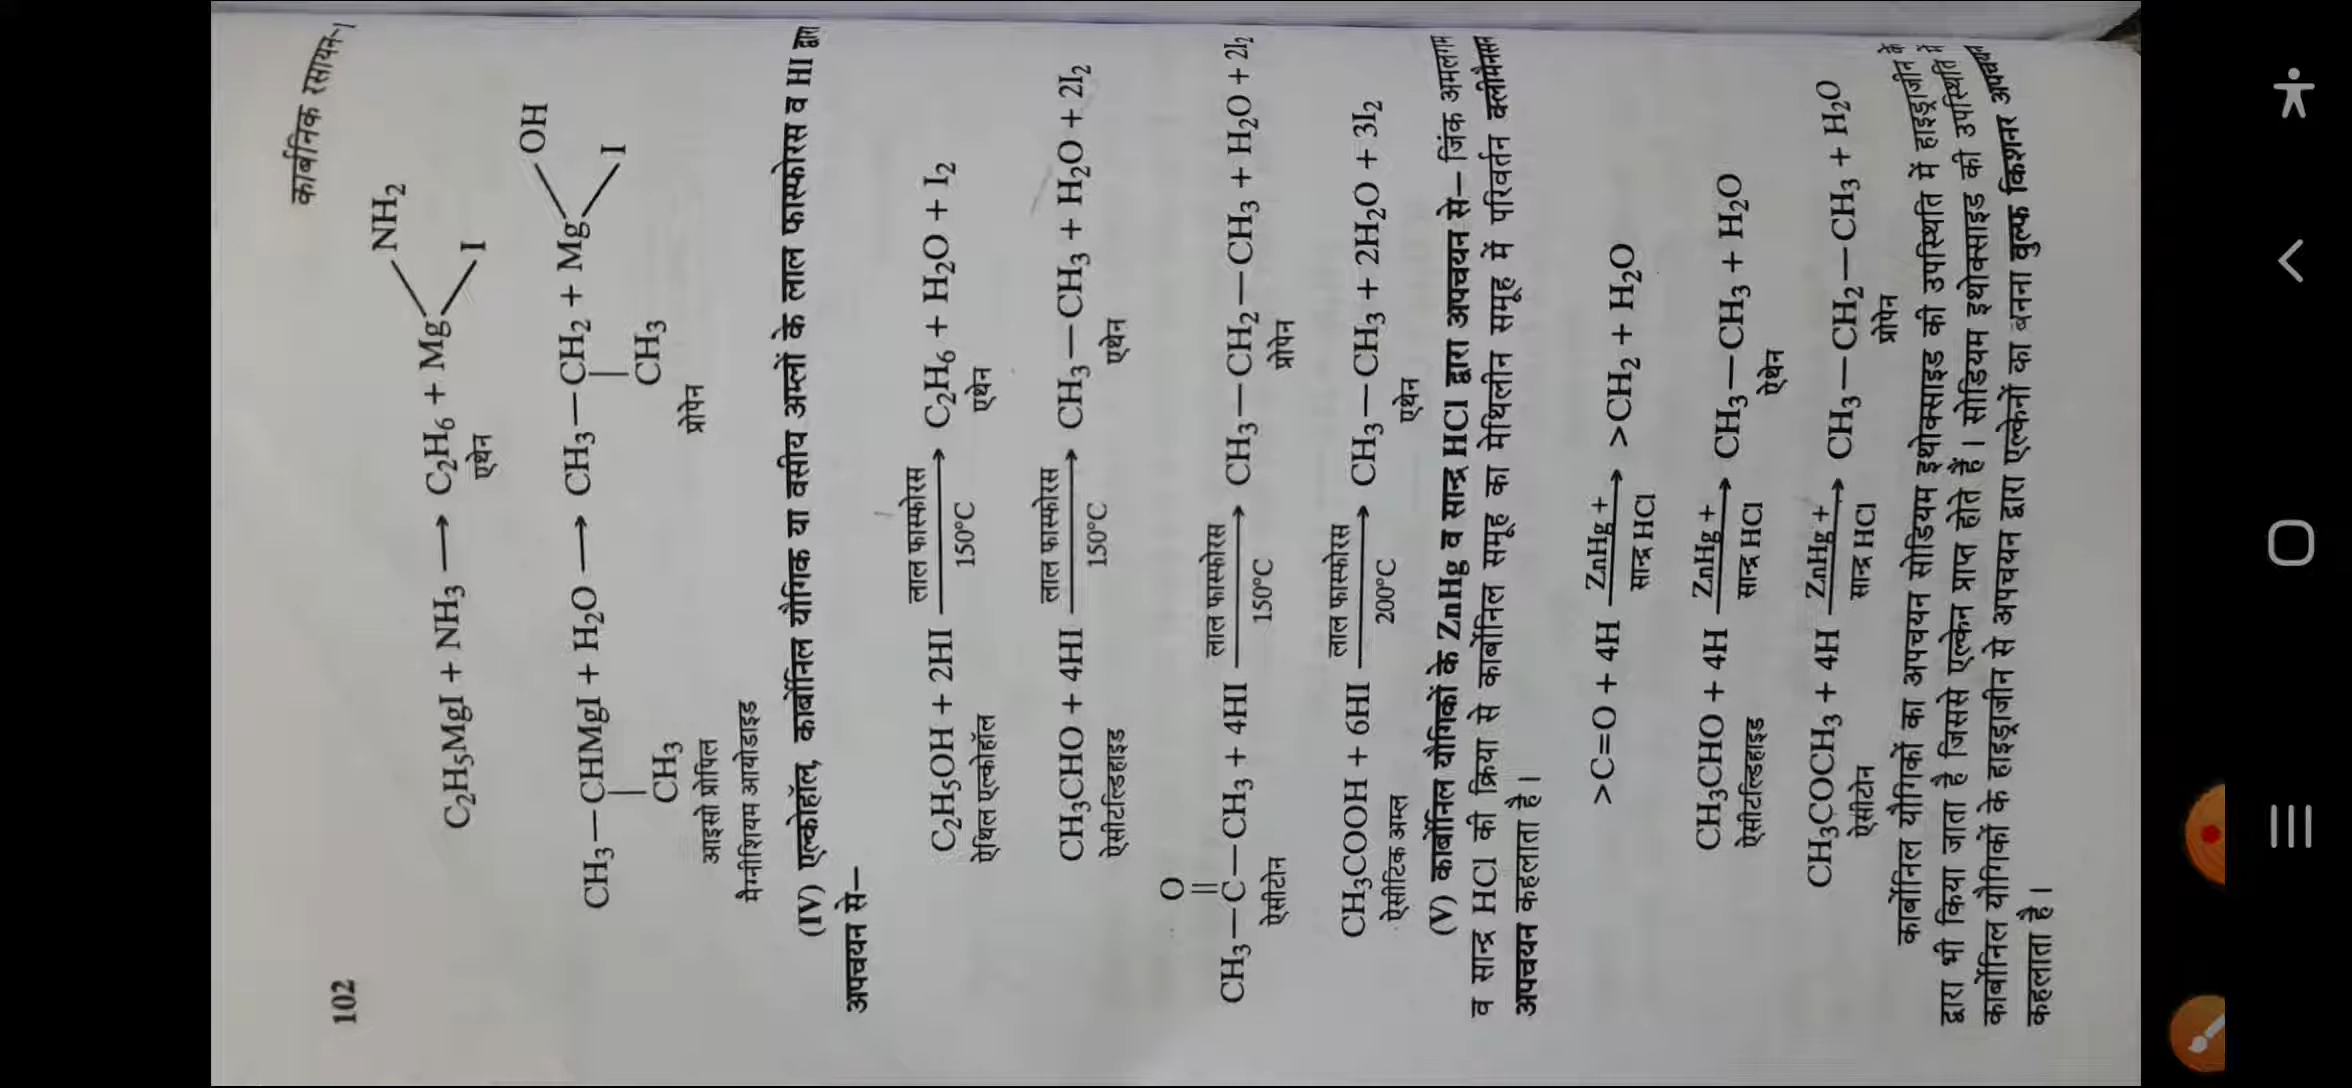 102
कार्बनिक रसायन-I
NH₂
C₂H₅MgI + NH₃ ⟶ C₂H₆ + Mg
I
एथेन
OH
CH₃—CHMgI + H₂O ⟶ CH₃—CH₂ + Mg
I
CH₃ CH₃
आइसो प्रोपिल प्रोपेन
मैग्नीशियम आयोडाइड
(IV) एल्कोहॉल, कार्बोनिल यौगिक या वसीय अम्लों के लाल फास्फोरस व HI द्वारा
अपचयन से—
लाल फास्फोरस
C₂H₅OH + 2HI ⟶ C₂H₆ + H₂O + I₂
150°C
ऐथिल एल्कोहॉल एथेन
लाल फास्फोरस
CH₃CHO + 4HI ⟶ CH₃—CH₃ + H₂O + 2I₂
150°C
ऐसीटल्डिहाइड एथेन
O
|| लाल फास्फोरस
CH₃—C—CH₃ + 4HI ⟶ CH₃—CH₂—CH₃ + H₂O + 2I₂
150°C
ऐसीटोन प्रोपेन
लाल फास्फोरस
CH₃COOH + 6HI ⟶ CH₃—CH₃ + 2H₂O + 3I₂
200°C
ऐसीटिक अम्ल एथेन
(V) कार्बोनिल यौगिकों के ZnHg व सान्द्र HCl द्वारा अपचयन से— जिंक अमलगम
व सान्द्र HCl की क्रिया से कार्बोनिल समूह का मेथिलीन समूह में परिवर्तन क्लीमैनसन
अपचयन कहलाता है।
ZnHg +
>C=O + 4H ⟶ >CH₂ + H₂O
सान्द्र HCl
ZnHg +
CH₃CHO + 4H ⟶ CH₃—CH₃ + H₂O
सान्द्र HCl
ऐसीटल्डिहाइड ऐथेन
ZnHg +
CH₃COCH₃ + 4H ⟶ CH₃—CH₂—CH₃ + H₂O
सान्द्र HCl
ऐसीटोन प्रोपेन
कार्बोनिल यौगिकों का अपचयन सोडियम इथोक्साइड की उपस्थिति में हाइड्राजीन के
द्वारा भी किया जाता है जिससे एल्केन प्राप्त होते हैं। सोडियम इथोक्साइड की उपस्थिति में
कार्बोनिल यौगिकों के हाइड्राजीन से अपचयन द्वारा एल्केनों का बनना वुल्फ किशनर अपचयन
कहलाता है।